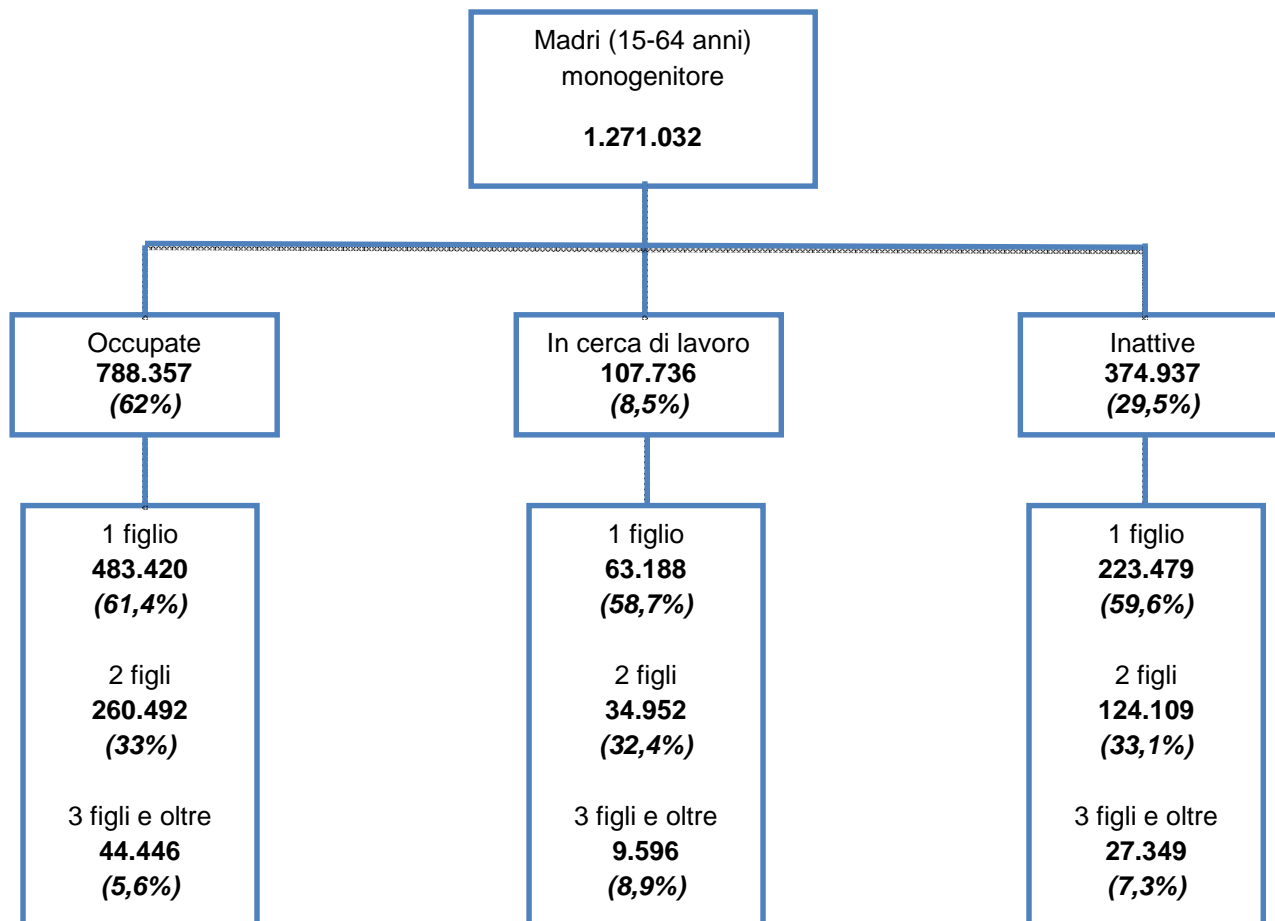 Madri (15-64 anni)
monogenitore
1.271.032
Occupate
788.357
(62%)
In cerca di lavoro
107.736
(8,5%)
Inattive
374.937
(29,5%)
1 figlio
483.420
(61,4%)
2 figli
260.492
(33%)
3 figli e oltre
44.446
(5,6%)
1 figlio
63.188
(58,7%)
2 figli
34.952
(32,4%)
3 figli e oltre
9.596
(8,9%)
1 figlio
223.479
(59,6%)
2 figli
124.109
(33,1%)
3 figli e oltre
27.349
(7,3%)